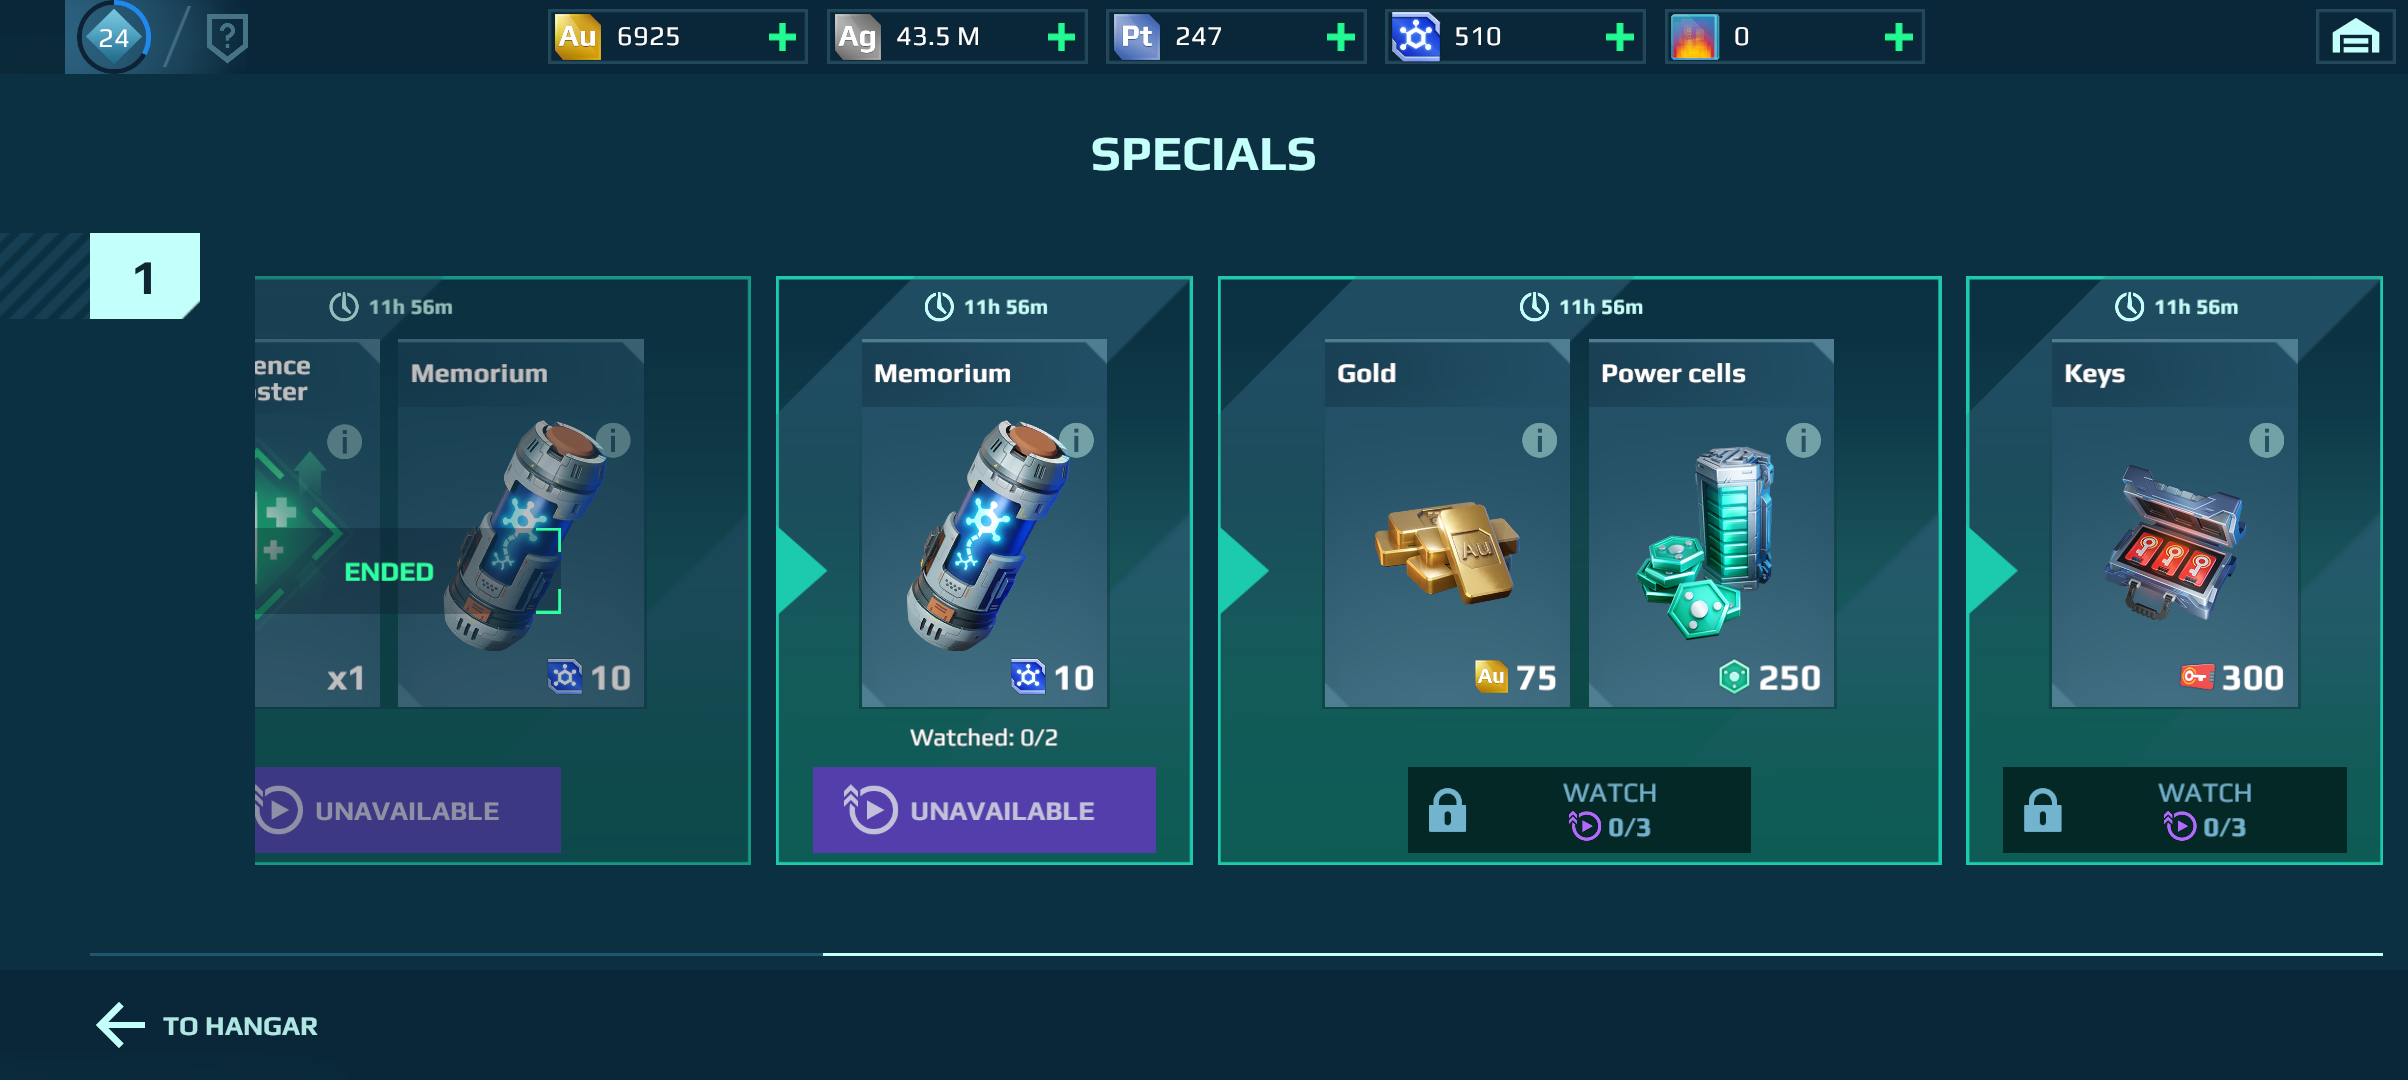 24
?
Au 6925
Ag 43.5 M
Pt 247
510
0
SPECIALS
1
11h 56m
ence
ster
Memorium
ENDED
x1
10
UNAVAILABLE
11h 56m
Memorium
10
Watched: 0/2
UNAVAILABLE
11h 56m
Gold
Au
Au 75
Power cells
250
WATCH
0/3
11h 56m
Keys
300
WATCH
0/3
TO HANGAR